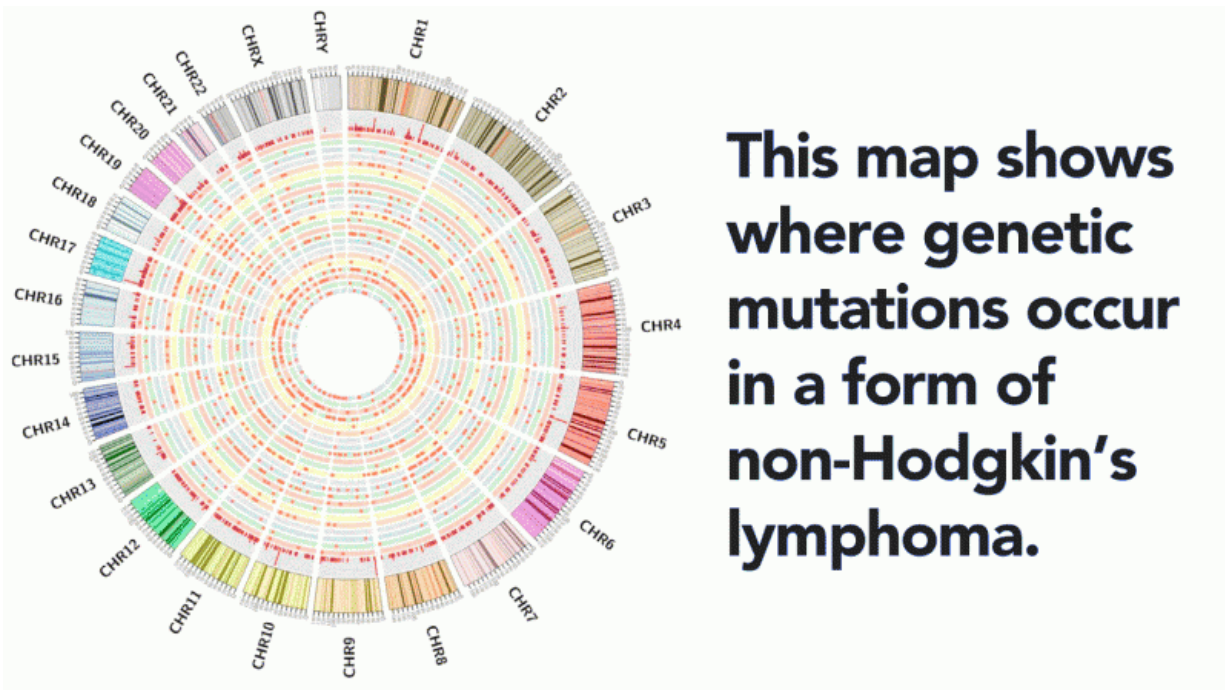 CHR1
CHR2
CHR3
CHR4
CHR5
CHR6
CHR7
CHR8
CHR9
CHR10
CHR11
CHR12
CHR13
CHR14
CHR15
CHR16
CHR17
CHR18
CHR19
CHR20
CHR21
CHR22
CHRX
CHRY
This map shows
where genetic
mutations occur
in a form of
non-Hodgkin’s
lymphoma.